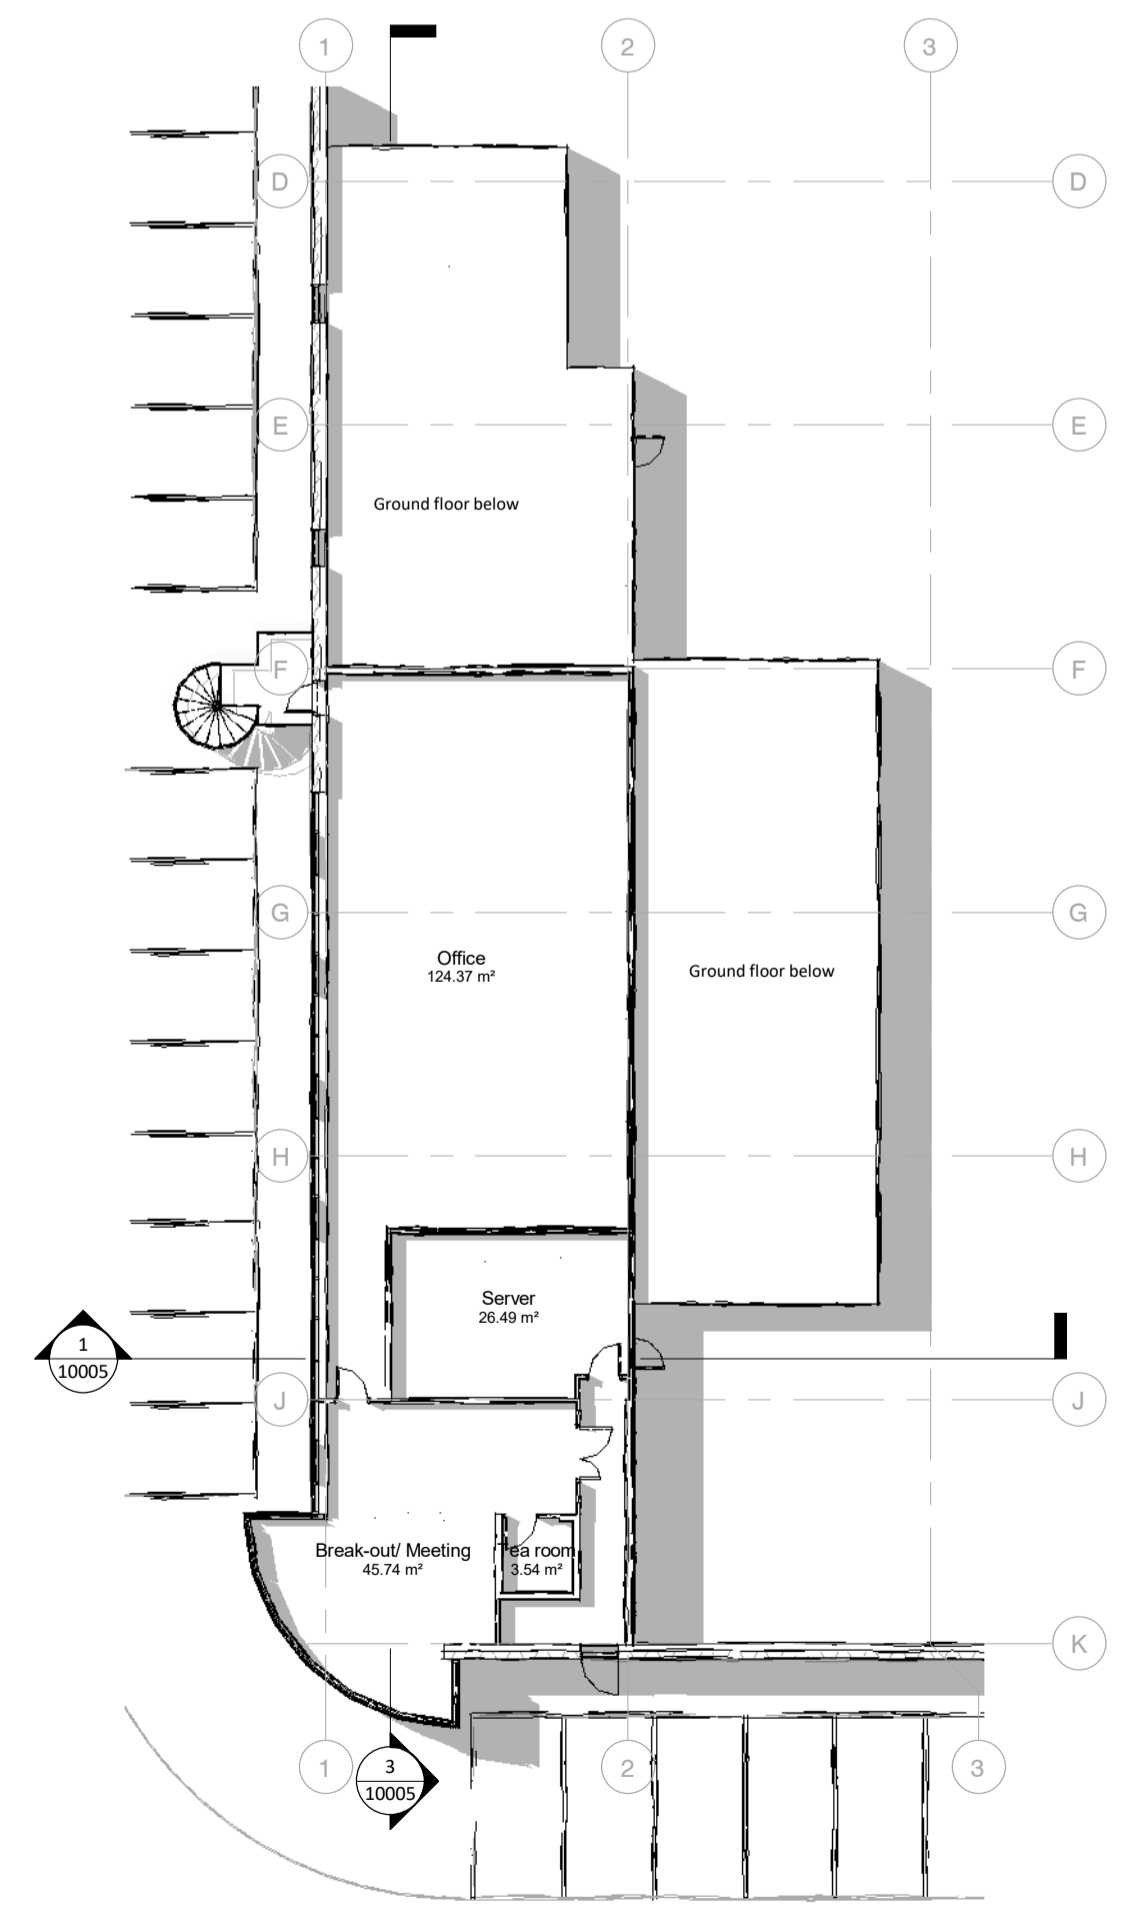 1
2
3
D
D
E
E
Ground floor below
F
F
G
G
Office
124.37 m²
Ground floor below
H
H
Server
26.49 m²
1
10005
J
J
Break-out/ Meeting
45.74 m²
ea room
3.54 m²
K
1
3
10005
2
3